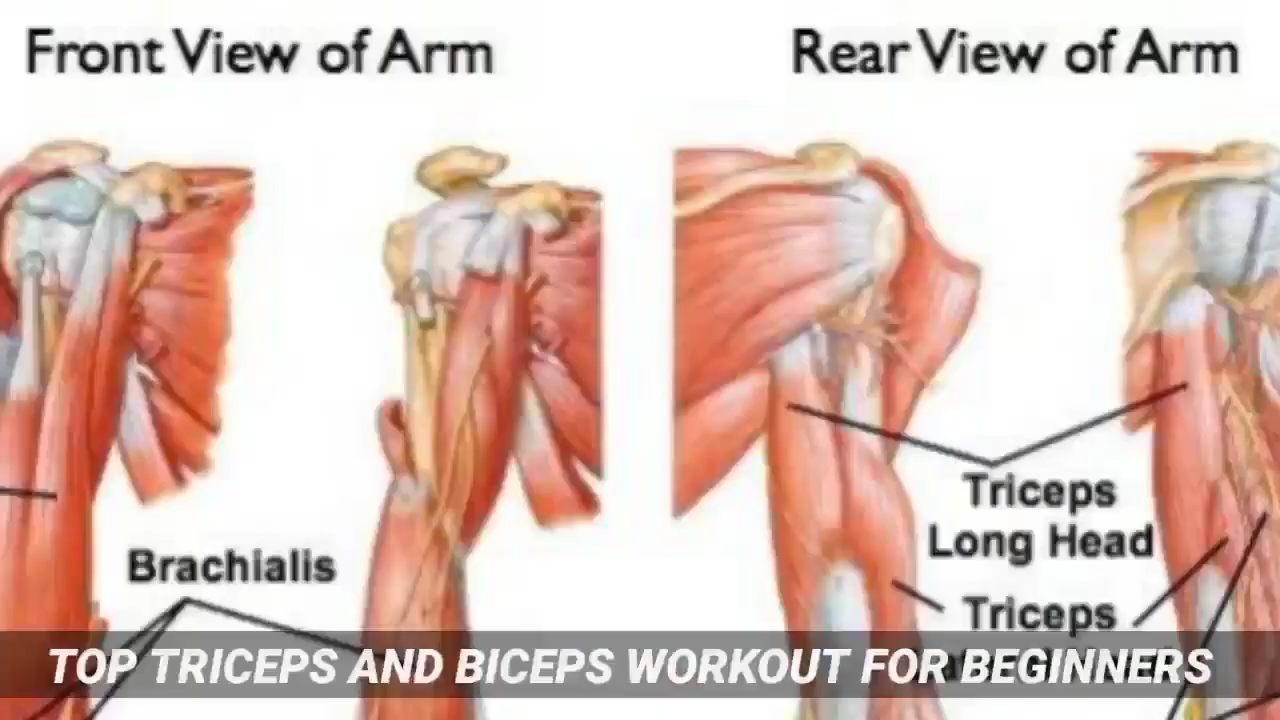 Front View of Arm
Rear View of Arm
Triceps
Long Head
Brachialis
Triceps
TOP TRICEPS AND BICEPS WORKOUT FOR BEGINNERS